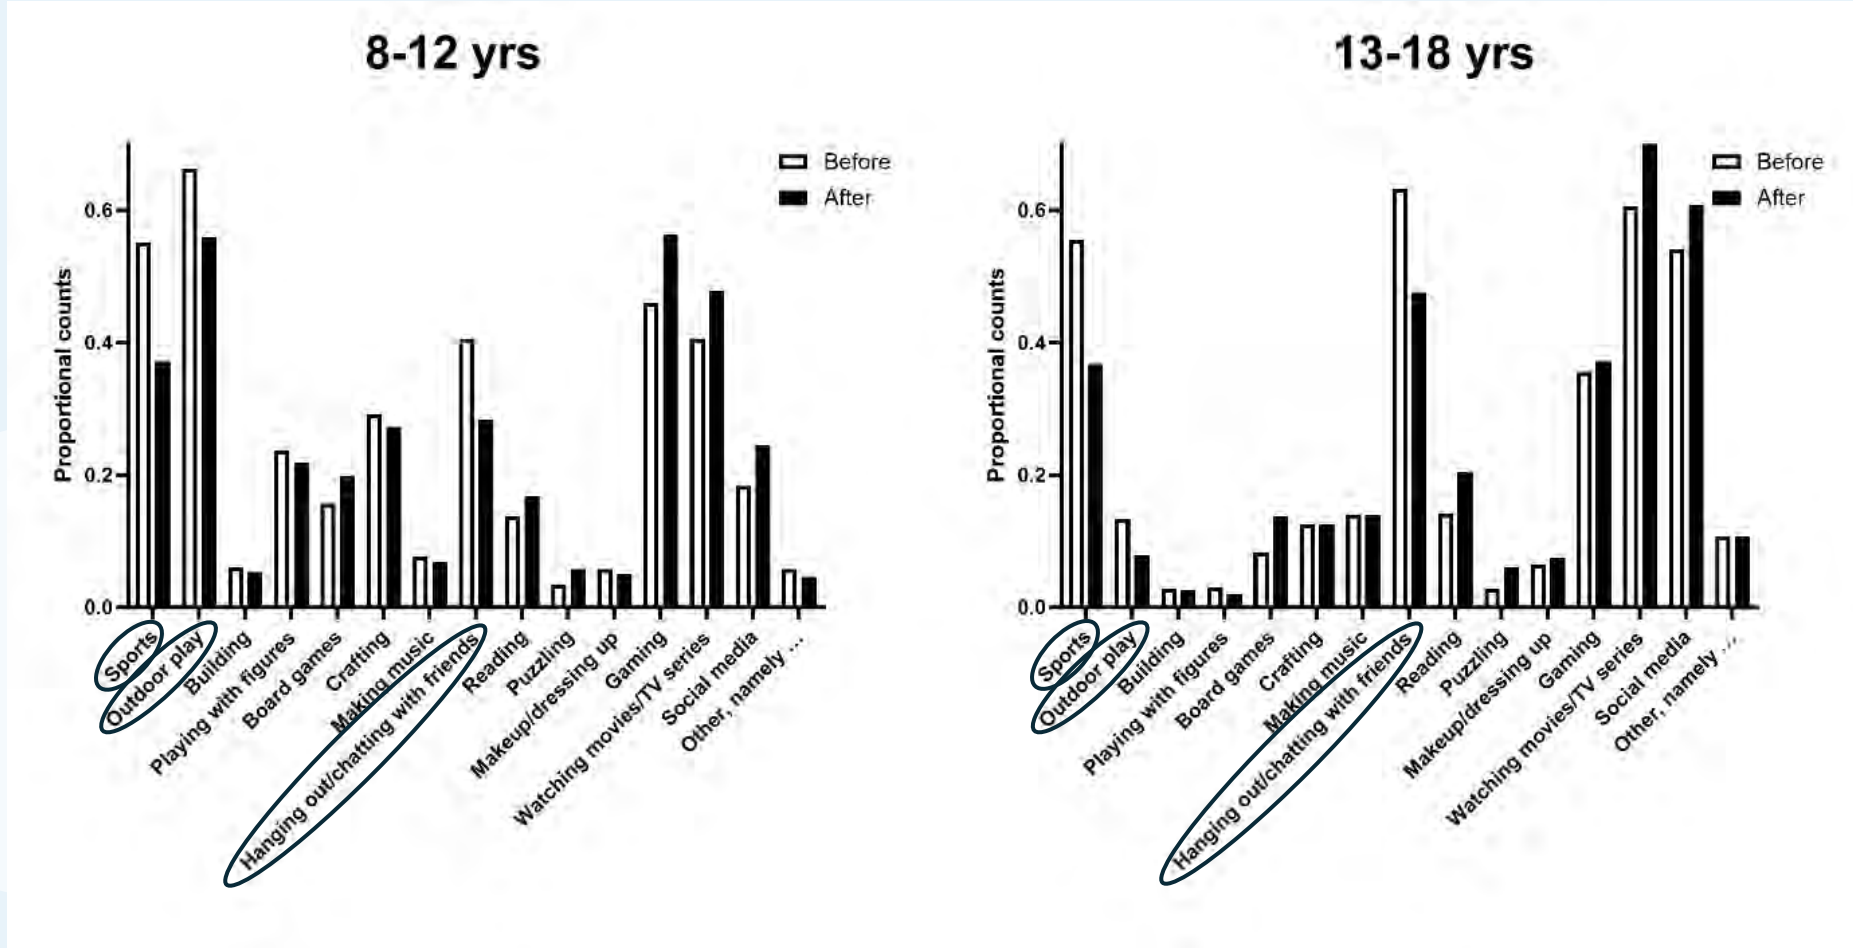 8-12 yrs
Before
After
Proportional counts
0.6
0.4
0.2
0.0
Sports
Outdoor play
Building
Playing with figures
Board games
Crafting
Making music
Hanging out/chatting with friends
Reading
Puzzling
Makeup/dressing up
Gaming
Watching movies/TV series
Social media
Other, namely ...
13-18 yrs
Before
After
Proportional counts
0.6
0.4
0.2
0.0
Sports
Outdoor play
Building
Playing with figures
Board games
Crafting
Making music
Hanging out/chatting with friends
Reading
Puzzling
Makeup/dressing up
Gaming
Watching movies/TV series
Social media
Other, namely ...